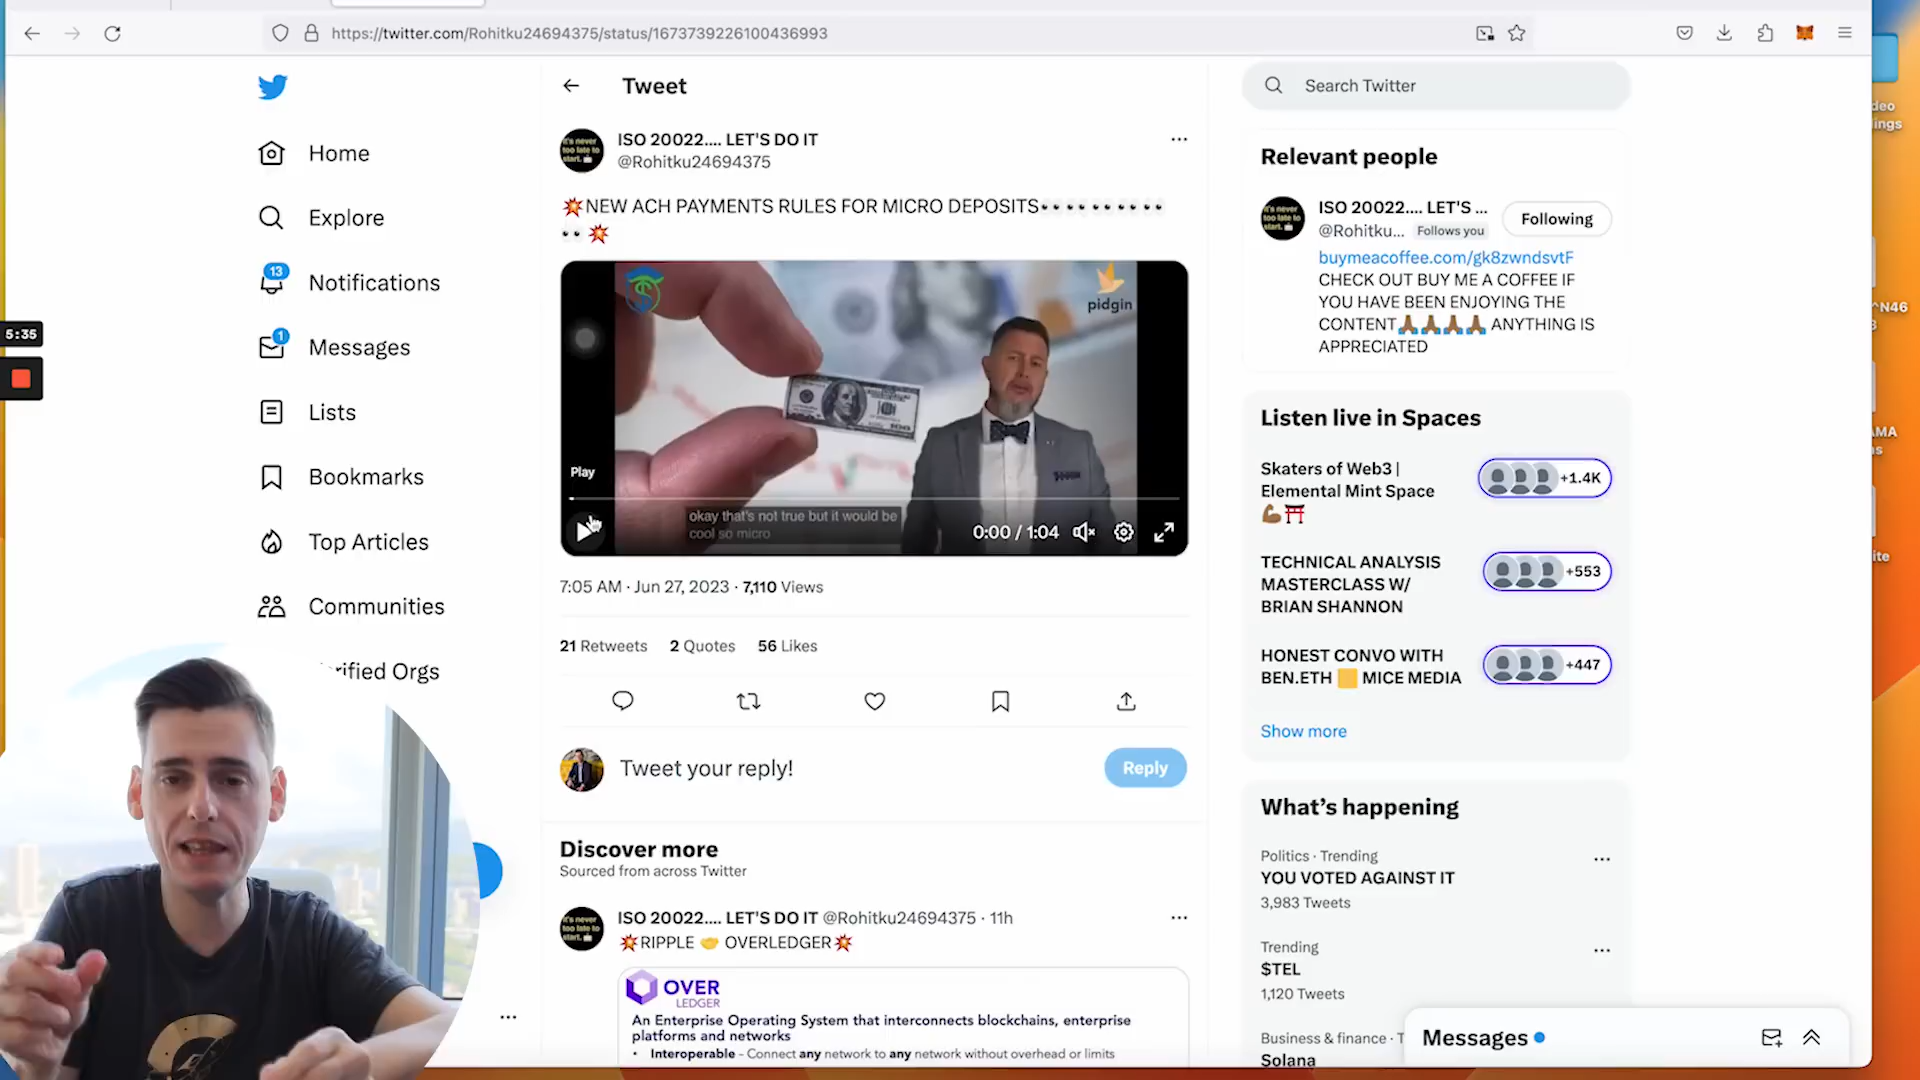 https://twitter.com/Rohitku24694375/status/1673739226100436993
Tweet
Search Twitter
Home
Explore
13
Notifications
1
Messages
Lists
Bookmarks
Top Articles
Communities
rified Orgs
5:35
ISO 20022.... LET'S DO IT
@Rohitku24694375
💥NEW ACH PAYMENTS RULES FOR MICRO DEPOSITS👀👀👀👀👀
👀💥
pidgin
Play
okay that's not true but it would be
cool so micro
0:00 / 1:04
7:05 AM · Jun 27, 2023 · 7,110 Views
21 Retweets 2 Quotes 56 Likes
Tweet your reply!
Reply
Discover more
Sourced from across Twitter
ISO 20022.... LET'S DO IT @Rohitku24694375 · 11h
💥RIPPLE 🤝 OVERLEDGER💥
OVER
LEDGER
An Enterprise Operating System that interconnects blockchains, enterprise
platforms and networks
• Interoperable – Connect any network to any network without overhead or limits
Relevant people
ISO 20022.... LET'S ...
@Rohitku... Follows you
Following
buymeacoffee.com/gk8zwndsvtF
CHECK OUT BUY ME A COFFEE IF
YOU HAVE BEEN ENJOYING THE
CONTENT🙏🏾🙏🏾🙏🏾🙏🏾 ANYTHING IS
APPRECIATED
Listen live in Spaces
Skaters of Web3 |
Elemental Mint Space
💪🏾⛩️
+1.4K
TECHNICAL ANALYSIS
MASTERCLASS W/
BRIAN SHANNON
+553
HONEST CONVO WITH
BEN.ETH 🟨 MICE MEDIA
+447
Show more
What's happening
Politics · Trending
YOU VOTED AGAINST IT
3,983 Tweets
Trending
$TEL
1,120 Tweets
Business & finance · T
Solana
Messages